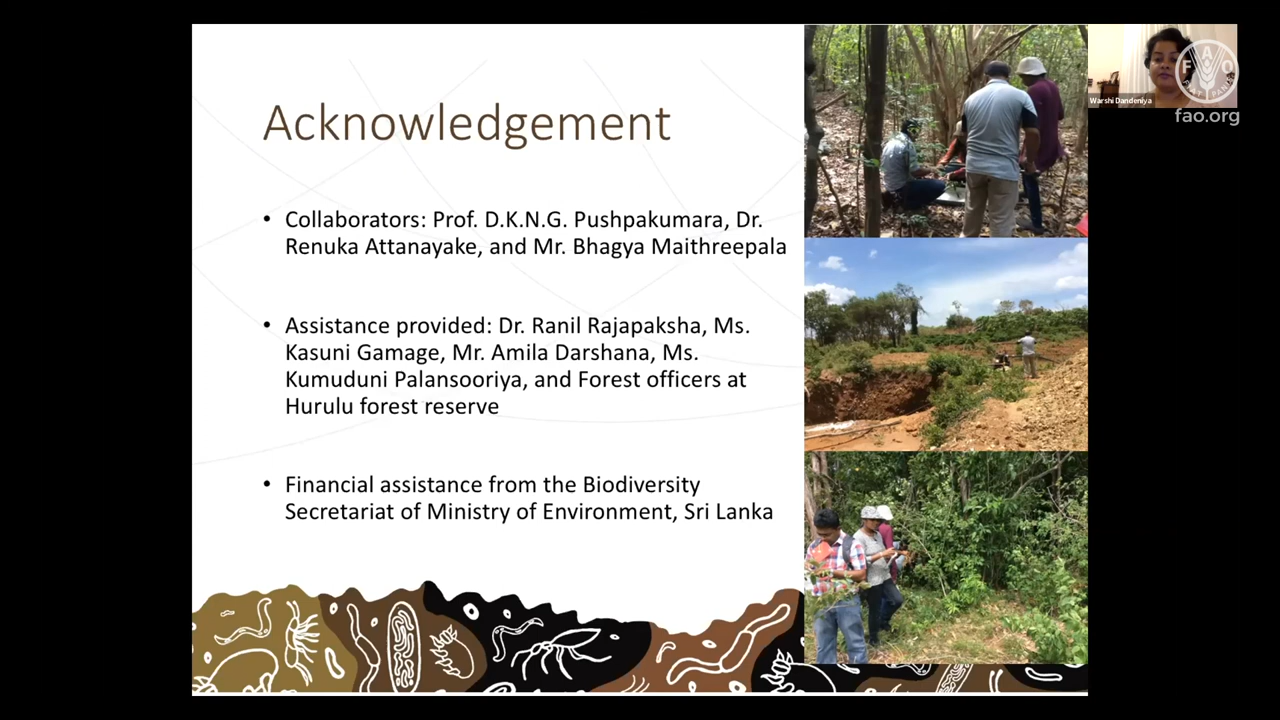 Acknowledgement
• Collaborators: Prof. D.K.N.G. Pushpakumara, Dr.
Renuka Attanayake, and Mr. Bhagya Maithreepala
• Assistance provided: Dr. Ranil Rajapaksha, Ms.
Kasuni Gamage, Mr. Amila Darshana, Ms.
Kumuduni Palansooriya, and Forest officers at
Hurulu forest reserve
• Financial assistance from the Biodiversity
Secretariat of Ministry of Environment, Sri Lanka
Warshi Dandeniya
F A O
FIAT PANIS
fao.org